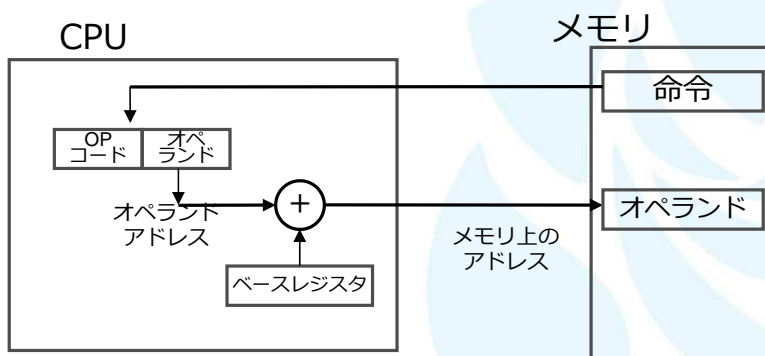 CPU
メモリ
命令
OP
コード
オペ
ランド
オペランド
アドレス
+
オペランド
メモリ上の
アドレス
ベースレジスタ